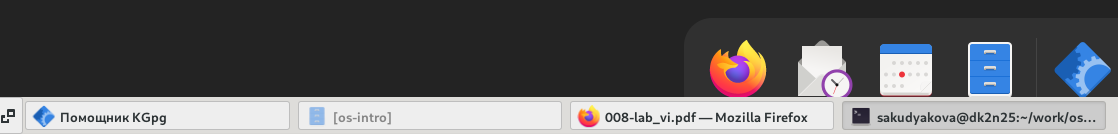 Помощник KGpg
[os-intro]
008-lab_vi.pdf — Mozilla Firefox
sakudyakova@dk2n25:~/work/os...